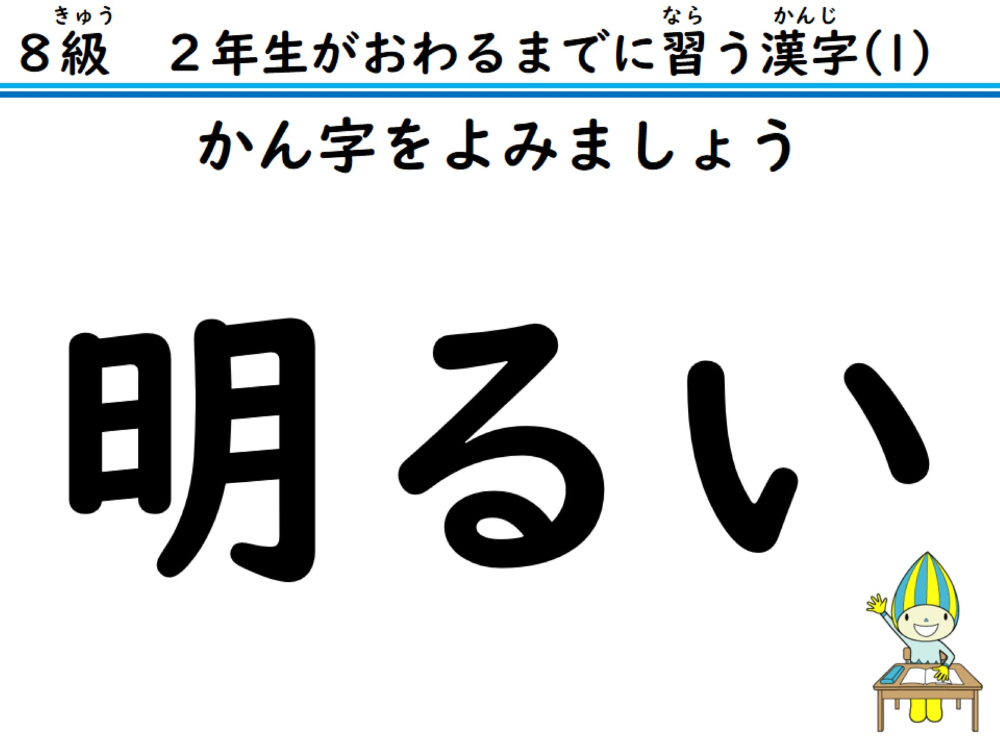 きゅう なら かんじ
８級　２年生がおわるまでに習う漢字(１)
かん字をよみましょう
明るい